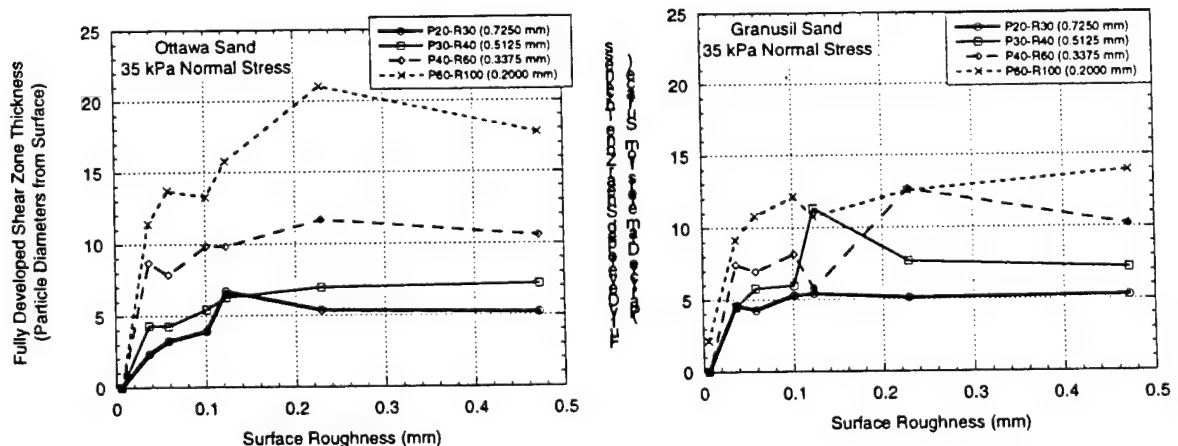 Ottawa Sand
35 kPa Normal Stress
P20-R30 (0.7250 mm)
P30-R40 (0.5125 mm)
P40-R60 (0.3375 mm)
P60-R100 (0.2000 mm)
Fully Developed Shear Zone Thickness
(Particle Diameters from Surface)
25
20
15
10
5
0
0
0.1
0.2
0.3
0.4
0.5
Surface Roughness (mm)
Granusil Sand
35 kPa Normal Stress
P20-R30 (0.7250 mm)
P30-R40 (0.5125 mm)
P40-R60 (0.3375 mm)
P60-R100 (0.2000 mm)
25
20
15
10
5
0
0
0.1
0.2
0.3
0.4
0.5
Surface Roughness (mm)